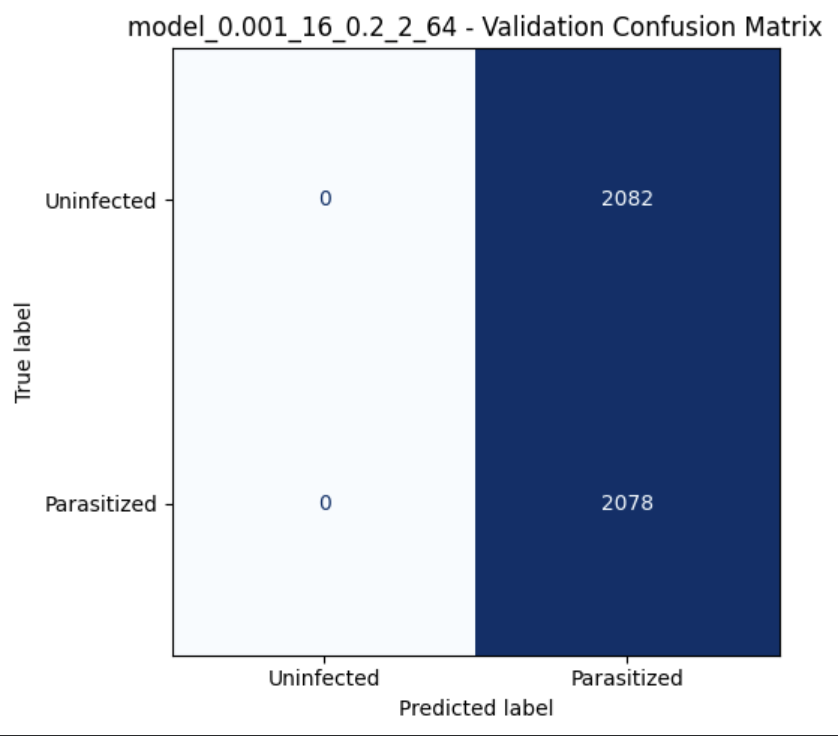 model_0.001_16_0.2_2_64 - Validation Confusion Matrix
True label
Uninfected
0
2082
Parasitized
0
2078
Uninfected
Parasitized
Predicted label